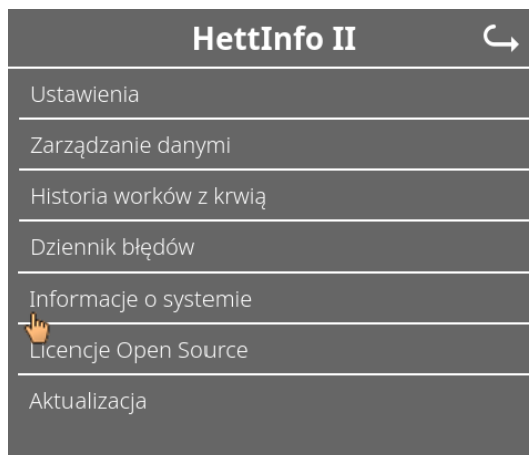 HettInfo II
Ustawienia
Zarządzanie danymi
Historia worków z krwią
Dziennik błędów
Informacje o systemie
Licencje Open Source
Aktualizacja